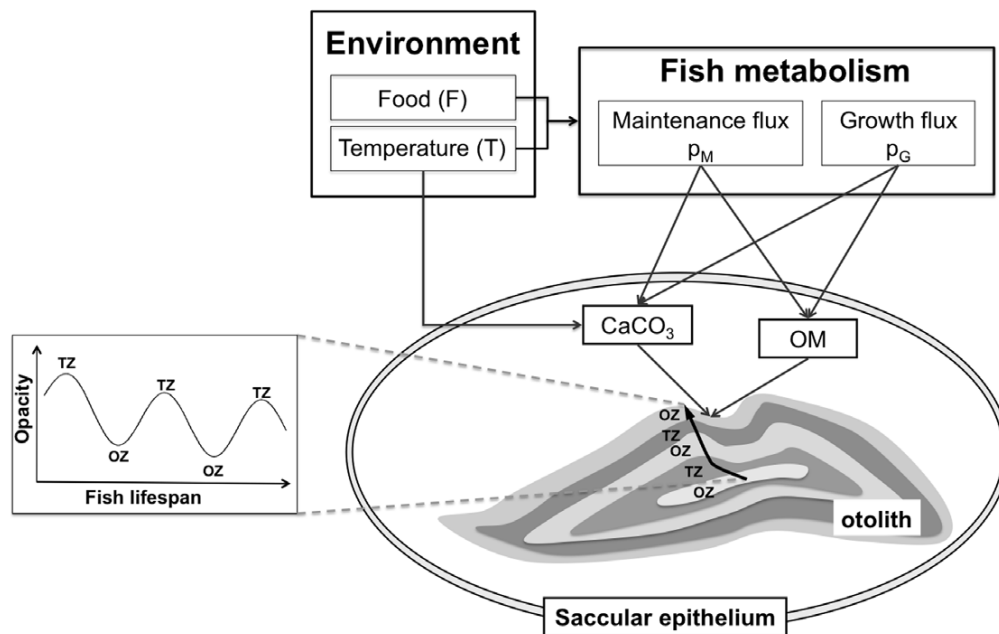 Environment
Food (F)
Temperature (T)
Fish metabolism
Maintenance flux
pM
Growth flux
pG
CaCO3
OM
Opacity
TZ
TZ
TZ
OZ
OZ
Fish lifespan
OZ
TZ
OZ
TZ
OZ
otolith
Saccular epithelium